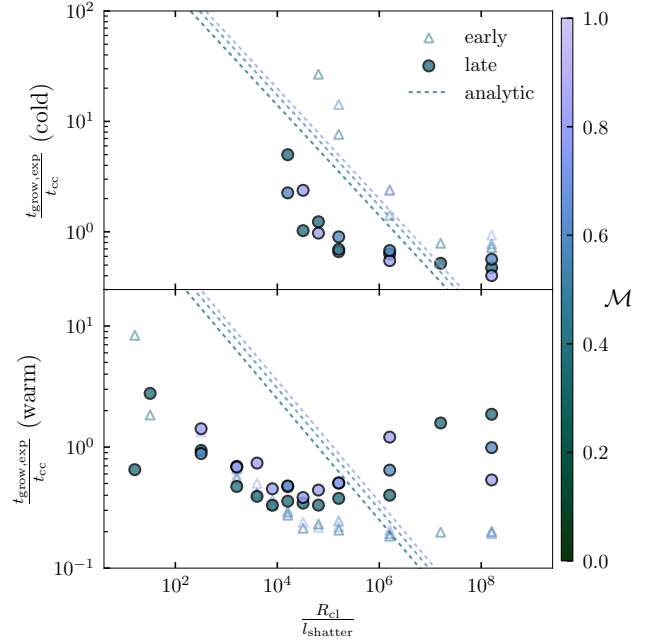 10^2
10^1
10^0
t_grow,exp / t_cc (cold)
early
late
analytic
10^1
10^0
10^−1
t_grow,exp / t_cc (warm)
10^2
10^4
10^6
10^8
R_cl / l_shatter
1.0
0.8
0.6
0.4
0.2
0.0
ℳ